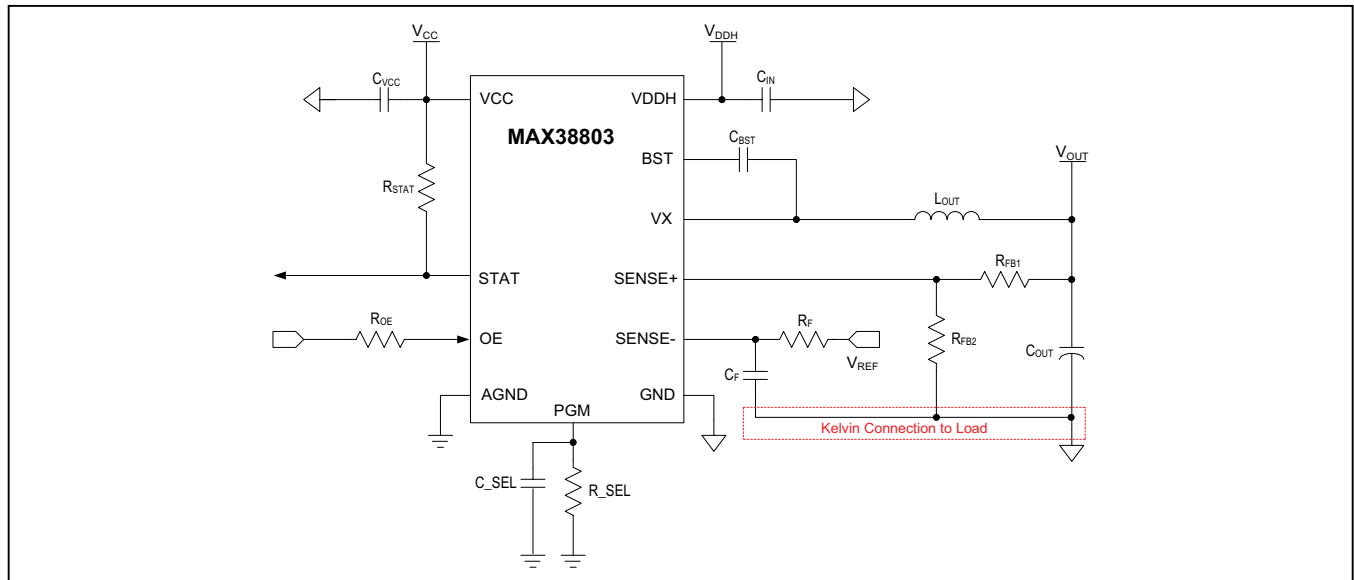 VCC
VDDH
CVCC
CIN
VCC
VDDH
MAX38803
CBST
BST
VOUT
RSTAT
LOUT
VX
STAT
SENSE+
RFB1
ROE
OE
SENSE-
RF
VREF
RFB2
COUT
CF
AGND
GND
PGM
Kelvin Connection to Load
C_SEL
R_SEL